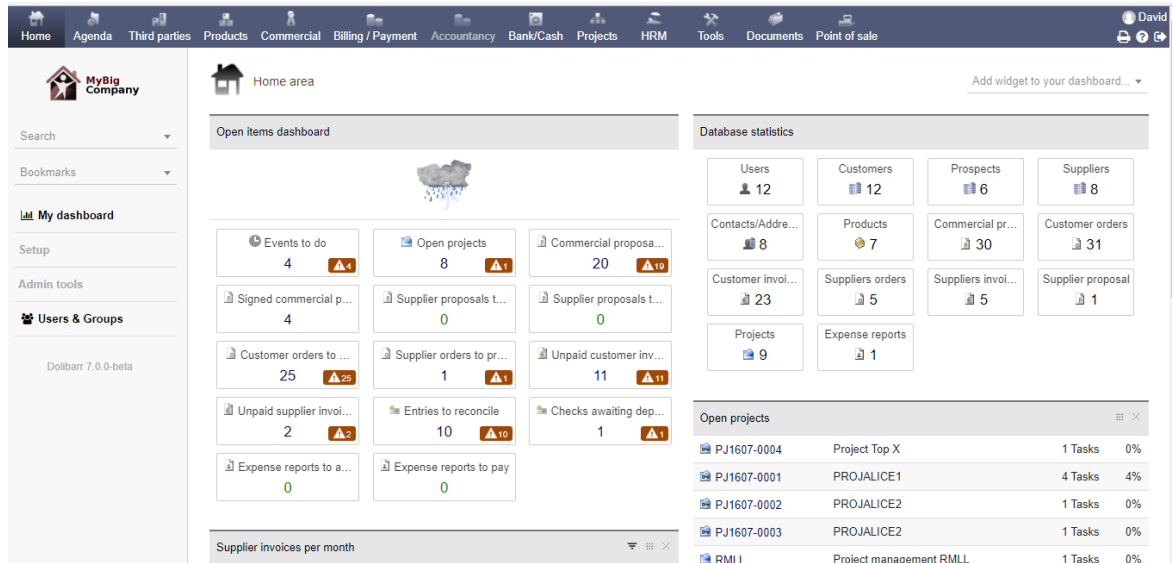 Home Agenda Third parties Products Commercial Billing / Payment Accountancy Bank/Cash Projects HRM Tools Documents Point of sale David
MyBig
Company
Search
Bookmarks
My dashboard
Setup
Admin tools
Users & Groups
Dolibarr 7.0.0-beta
Home area
Add widget to your dashboard...
Open items dashboard
Events to do
4 4
Open projects
8 1
Commercial proposa...
20 19
Signed commercial p...
4
Supplier proposals t...
0
Supplier proposals t...
0
Customer orders to ...
25 25
Supplier orders to pr...
1 1
Unpaid customer inv...
11 11
Unpaid supplier invoi...
2 2
Entries to reconcile
10 10
Checks awaiting dep...
1 1
Expense reports to a...
0
Expense reports to pay
0
Supplier invoices per month
Database statistics
Users
12
Customers
12
Prospects
6
Suppliers
8
Contacts/Addre...
8
Products
7
Commercial pr...
30
Customer orders
31
Customer invoi...
23
Suppliers orders
5
Suppliers invoi...
5
Supplier proposal
1
Projects
9
Expense reports
1
Open projects
PJ1607-0004 Project Top X 1 Tasks 0%
PJ1607-0001 PROJALICE1 4 Tasks 4%
PJ1607-0002 PROJALICE2 1 Tasks 0%
PJ1607-0003 PROJALICE2 1 Tasks 0%
RMLL Project management RMLL 1 Tasks 0%